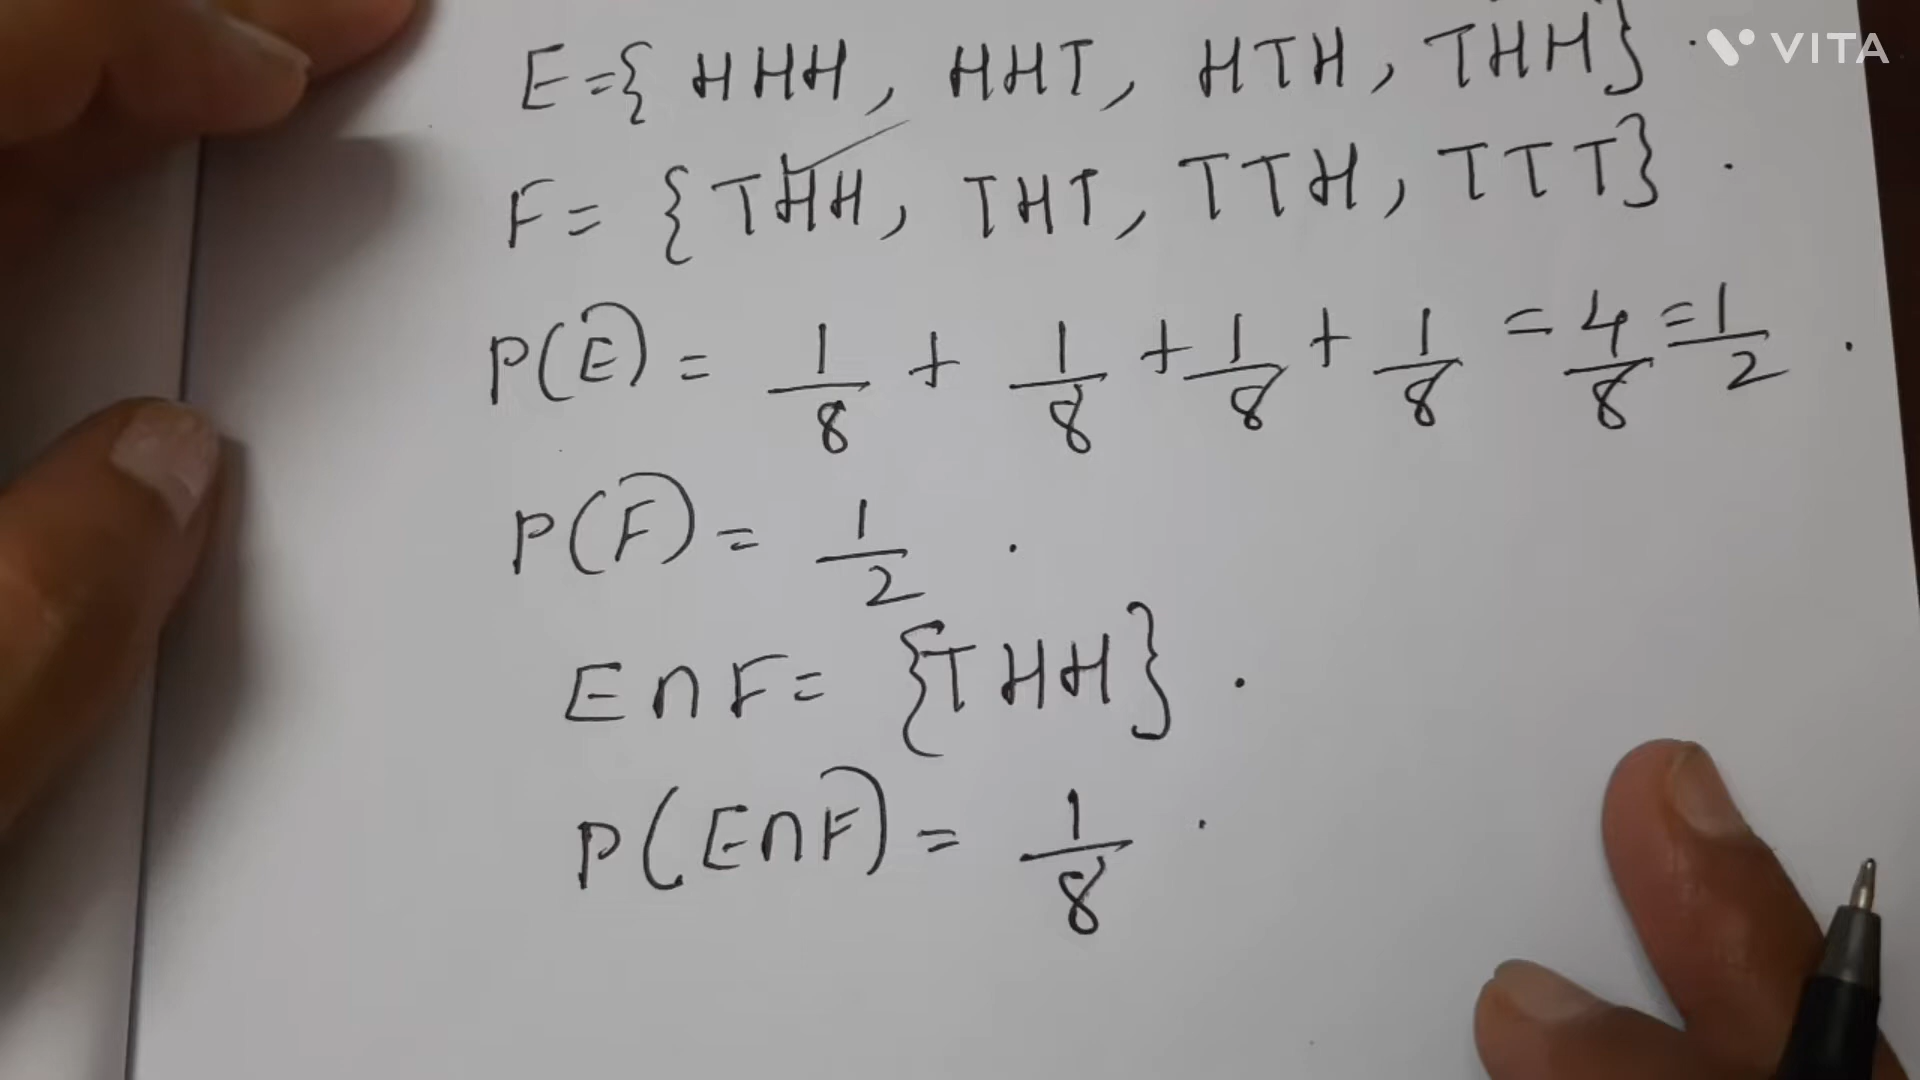 E={ HHH, HHT, HTH, THH} .
VITA
F= {THH, THT, TTH, TTT} .
P(E) = 1/8 + 1/8 + 1/8 + 1/8 = 4/8 = 1/2 .
P(F) = 1/2 .
E∩F= {THH} .
P(E∩F) = 1/8 .